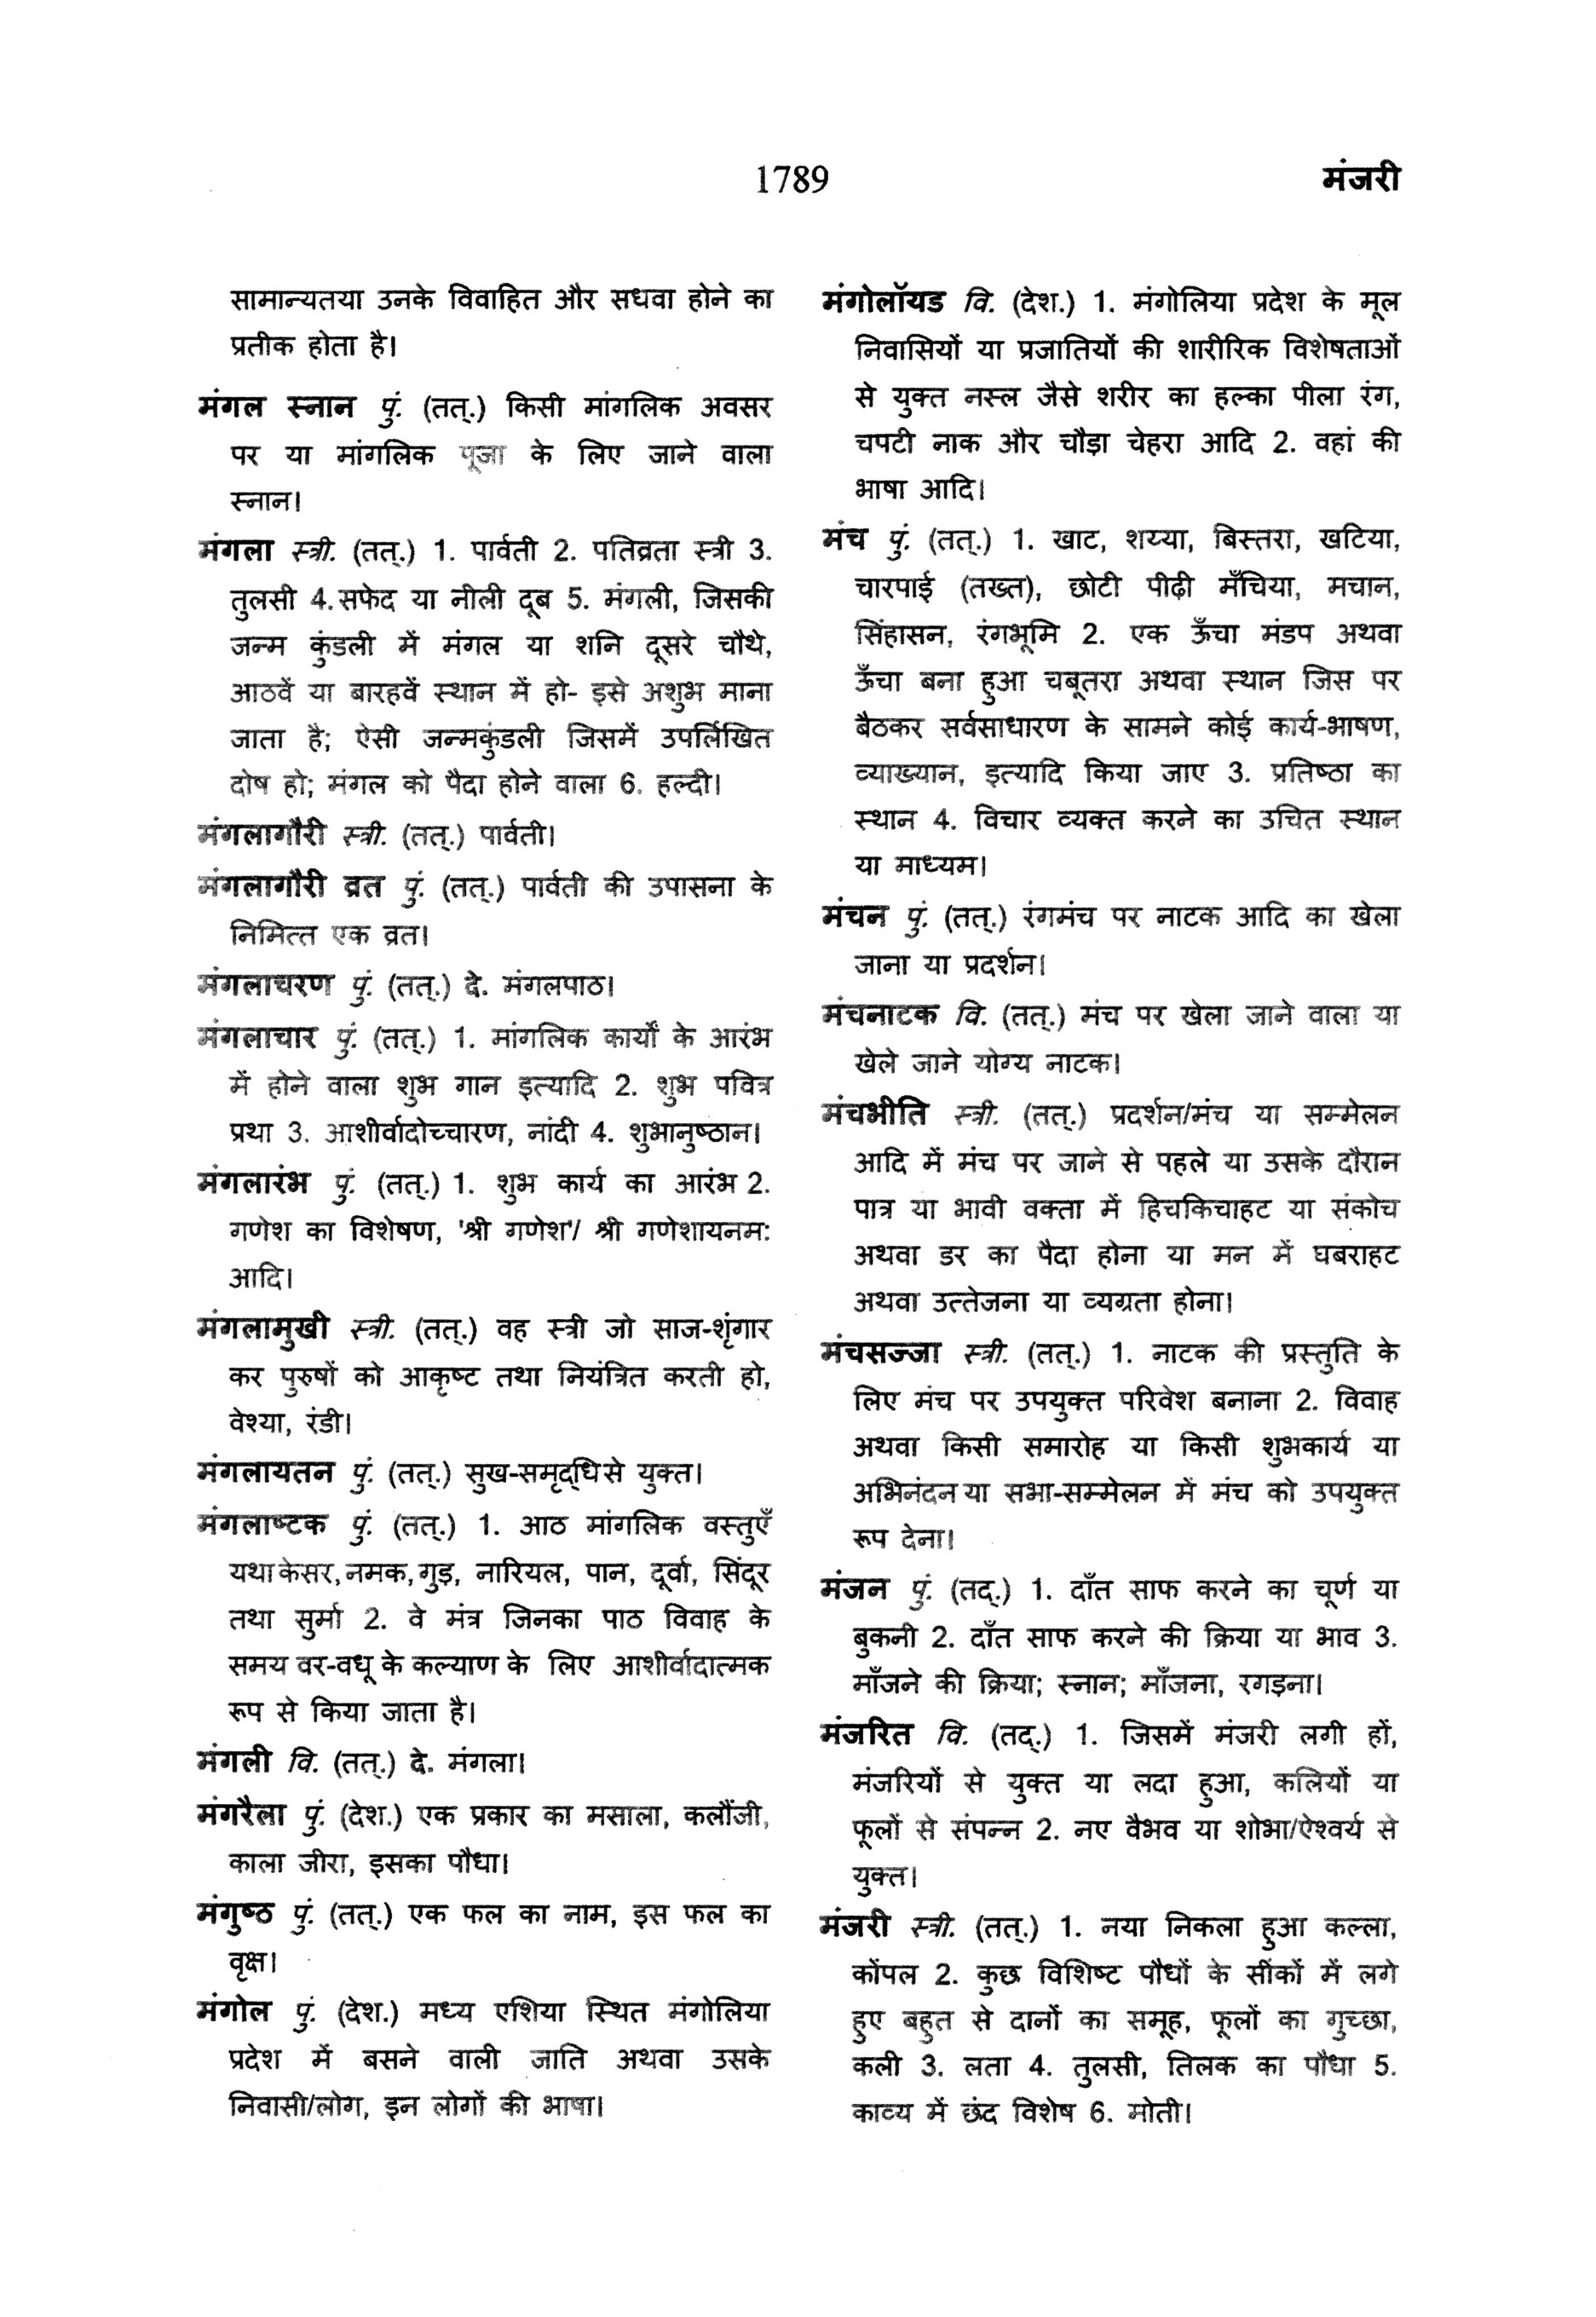 1789
मंजरी
सामान्यतया उनके विवाहित और सधवा होने का
प्रतीक होता है।
मंगल स्नान पुं. (तत्.) किसी मांगलिक अवसर
पर या मांगलिक पूजा के लिए जाने वाला
स्नान।
मंगला स्त्री. (तत्.) 1. पार्वती 2. पतिव्रता स्त्री 3.
तुलसी 4. सफेद या नीली दूब 5. मंगली, जिसकी
जन्म कुंडली में मंगल या शनि दूसरे चौथे,
आठवें या बारहवें स्थान में हो- इसे अशुभ माना
जाता है; ऐसी जन्मकुंडली जिसमें उपर्लिखित
दोष हो; मंगल को पैदा होने वाला 6. हल्दी।
मंगलागौरी स्त्री. (तत्.) पार्वती।
मंगलागौरी व्रत पुं. (तत्.) पार्वती की उपासना के
निमित्त एक व्रत।
मंगलाचरण पुं. (तत्.) दे. मंगलपाठ।
मंगलाचार पुं. (तत्.) 1. मांगलिक कार्यों के आरंभ
में होने वाला शुभ गान इत्यादि 2. शुभ पवित्र
प्रथा 3. आशीर्वादोच्चारण, नांदी 4. शुभानुष्ठान।
मंगलारंभ पुं. (तत्.) 1. शुभ कार्य का आरंभ 2.
गणेश का विशेषण, 'श्री गणेश'/ श्री गणेशायनम:
आदि।
मंगलामुखी स्त्री. (तत्.) वह स्त्री जो साज-शृंगार
कर पुरुषों को आकृष्ट तथा नियंत्रित करती हो,
वेश्या, रंडी।
मंगलायतन पुं. (तत्.) सुख-समृद्धि से युक्त।
मंगलाष्टक पुं. (तत्.) 1. आठ मांगलिक वस्तुएँ
यथा केसर, नमक, गुड़, नारियल, पान, दूर्वा, सिंदूर
तथा सुर्मा 2. वे मंत्र जिनका पाठ विवाह के
समय वर-वधू के कल्याण के लिए आशीर्वादात्मक
रूप से किया जाता है।
मंगली वि. (तत्.) दे. मंगला।
मंगरैला पुं. (देश.) एक प्रकार का मसाला, कलौंजी,
काला जीरा, इसका पौधा।
मंगुष्ठ पुं. (तत्.) एक फल का नाम, इस फल का
वृक्ष।
मंगोल पुं. (देश.) मध्य एशिया स्थित मंगोलिया
प्रदेश में बसने वाली जाति अथवा उसके
निवासी/लोग, इन लोगों की भाषा।
मंगोलॉयड वि. (देश.) 1. मंगोलिया प्रदेश के मूल
निवासियों या प्रजातियों की शारीरिक विशेषताओं
से युक्त नस्ल जैसे शरीर का हल्का पीला रंग,
चपटी नाक और चौड़ा चेहरा आदि 2. वहां की
भाषा आदि।
मंच पुं. (तत्.) 1. खाट, शय्या, बिस्तरा, खटिया,
चारपाई (तख्त), छोटी पीढ़ी मँचिया, मचान,
सिंहासन, रंगभूमि 2. एक ऊँचा मंडप अथवा
ऊँचा बना हुआ चबूतरा अथवा स्थान जिस पर
बैठकर सर्वसाधारण के सामने कोई कार्य-भाषण,
व्याख्यान, इत्यादि किया जाए 3. प्रतिष्ठा का
स्थान 4. विचार व्यक्त करने का उचित स्थान
या माध्यम।
मंचन पुं. (तत्.) रंगमंच पर नाटक आदि का खेला
जाना या प्रदर्शन।
मंचनाटक वि. (तत्.) मंच पर खेला जाने वाला या
खेले जाने योग्य नाटक।
मंचभीति स्त्री. (तत्.) प्रदर्शन/मंच या सम्मेलन
आदि में मंच पर जाने से पहले या उसके दौरान
पात्र या भावी वक्ता में हिचकिचाहट या संकोच
अथवा डर का पैदा होना या मन में घबराहट
अथवा उत्तेजना या व्यग्रता होना।
मंचसज्जा स्त्री. (तत्.) 1. नाटक की प्रस्तुति के
लिए मंच पर उपयुक्त परिवेश बनाना 2. विवाह
अथवा किसी समारोह या किसी शुभकार्य या
अभिनंदन या सभा-सम्मेलन में मंच को उपयुक्त
रूप देना।
मंजन पुं. (तद्.) 1. दाँत साफ करने का चूर्ण या
बुकनी 2. दाँत साफ करने की क्रिया या भाव 3.
माँजने की क्रिया; स्नान; माँजना, रगड़ना।
मंजरित वि. (तद्.) 1. जिसमें मंजरी लगी हों,
मंजरियों से युक्त या लदा हुआ, कलियों या
फूलों से संपन्न 2. नए वैभव या शोभा/ऐश्वर्य से
युक्त।
मंजरी स्त्री. (तत्.) 1. नया निकला हुआ कल्ला,
कोंपल 2. कुछ विशिष्ट पौधों के सींकों में लगे
हुए बहुत से दानों का समूह, फूलों का गुच्छा,
कली 3. लता 4. तुलसी, तिलक का पौधा 5.
काव्य में छंद विशेष 6. मोती।